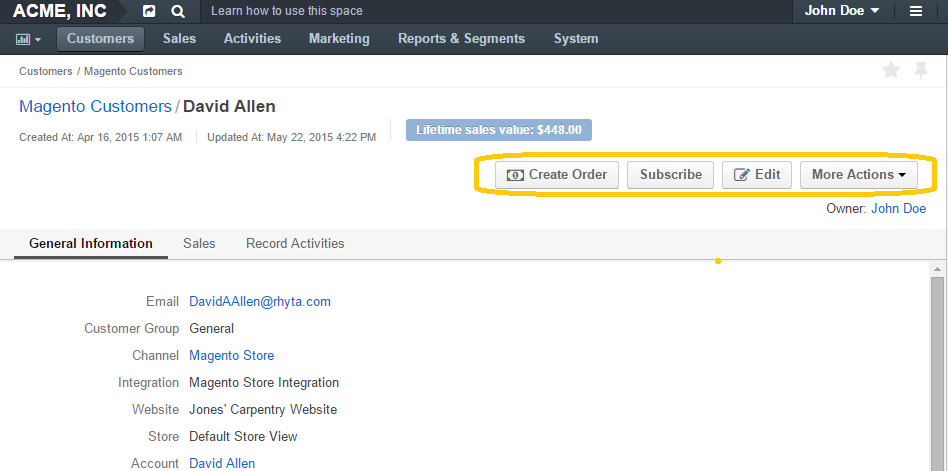 ACME, INC Learn how to use this space John Doe
Customers Sales Activities Marketing Reports & Segments System
Customers / Magento Customers
Magento Customers / David Allen
Created At: Apr 16, 2015 1:07 AM Updated At: May 22, 2015 4:22 PM Lifetime sales value: $448.00
Create Order Subscribe Edit More Actions
Owner: John Doe
General Information Sales Record Activities
Email DavidAAllen@rhyta.com
Customer Group General
Channel Magento Store
Integration Magento Store Integration
Website Jones' Carpentry Website
Store Default Store View
Account David Allen